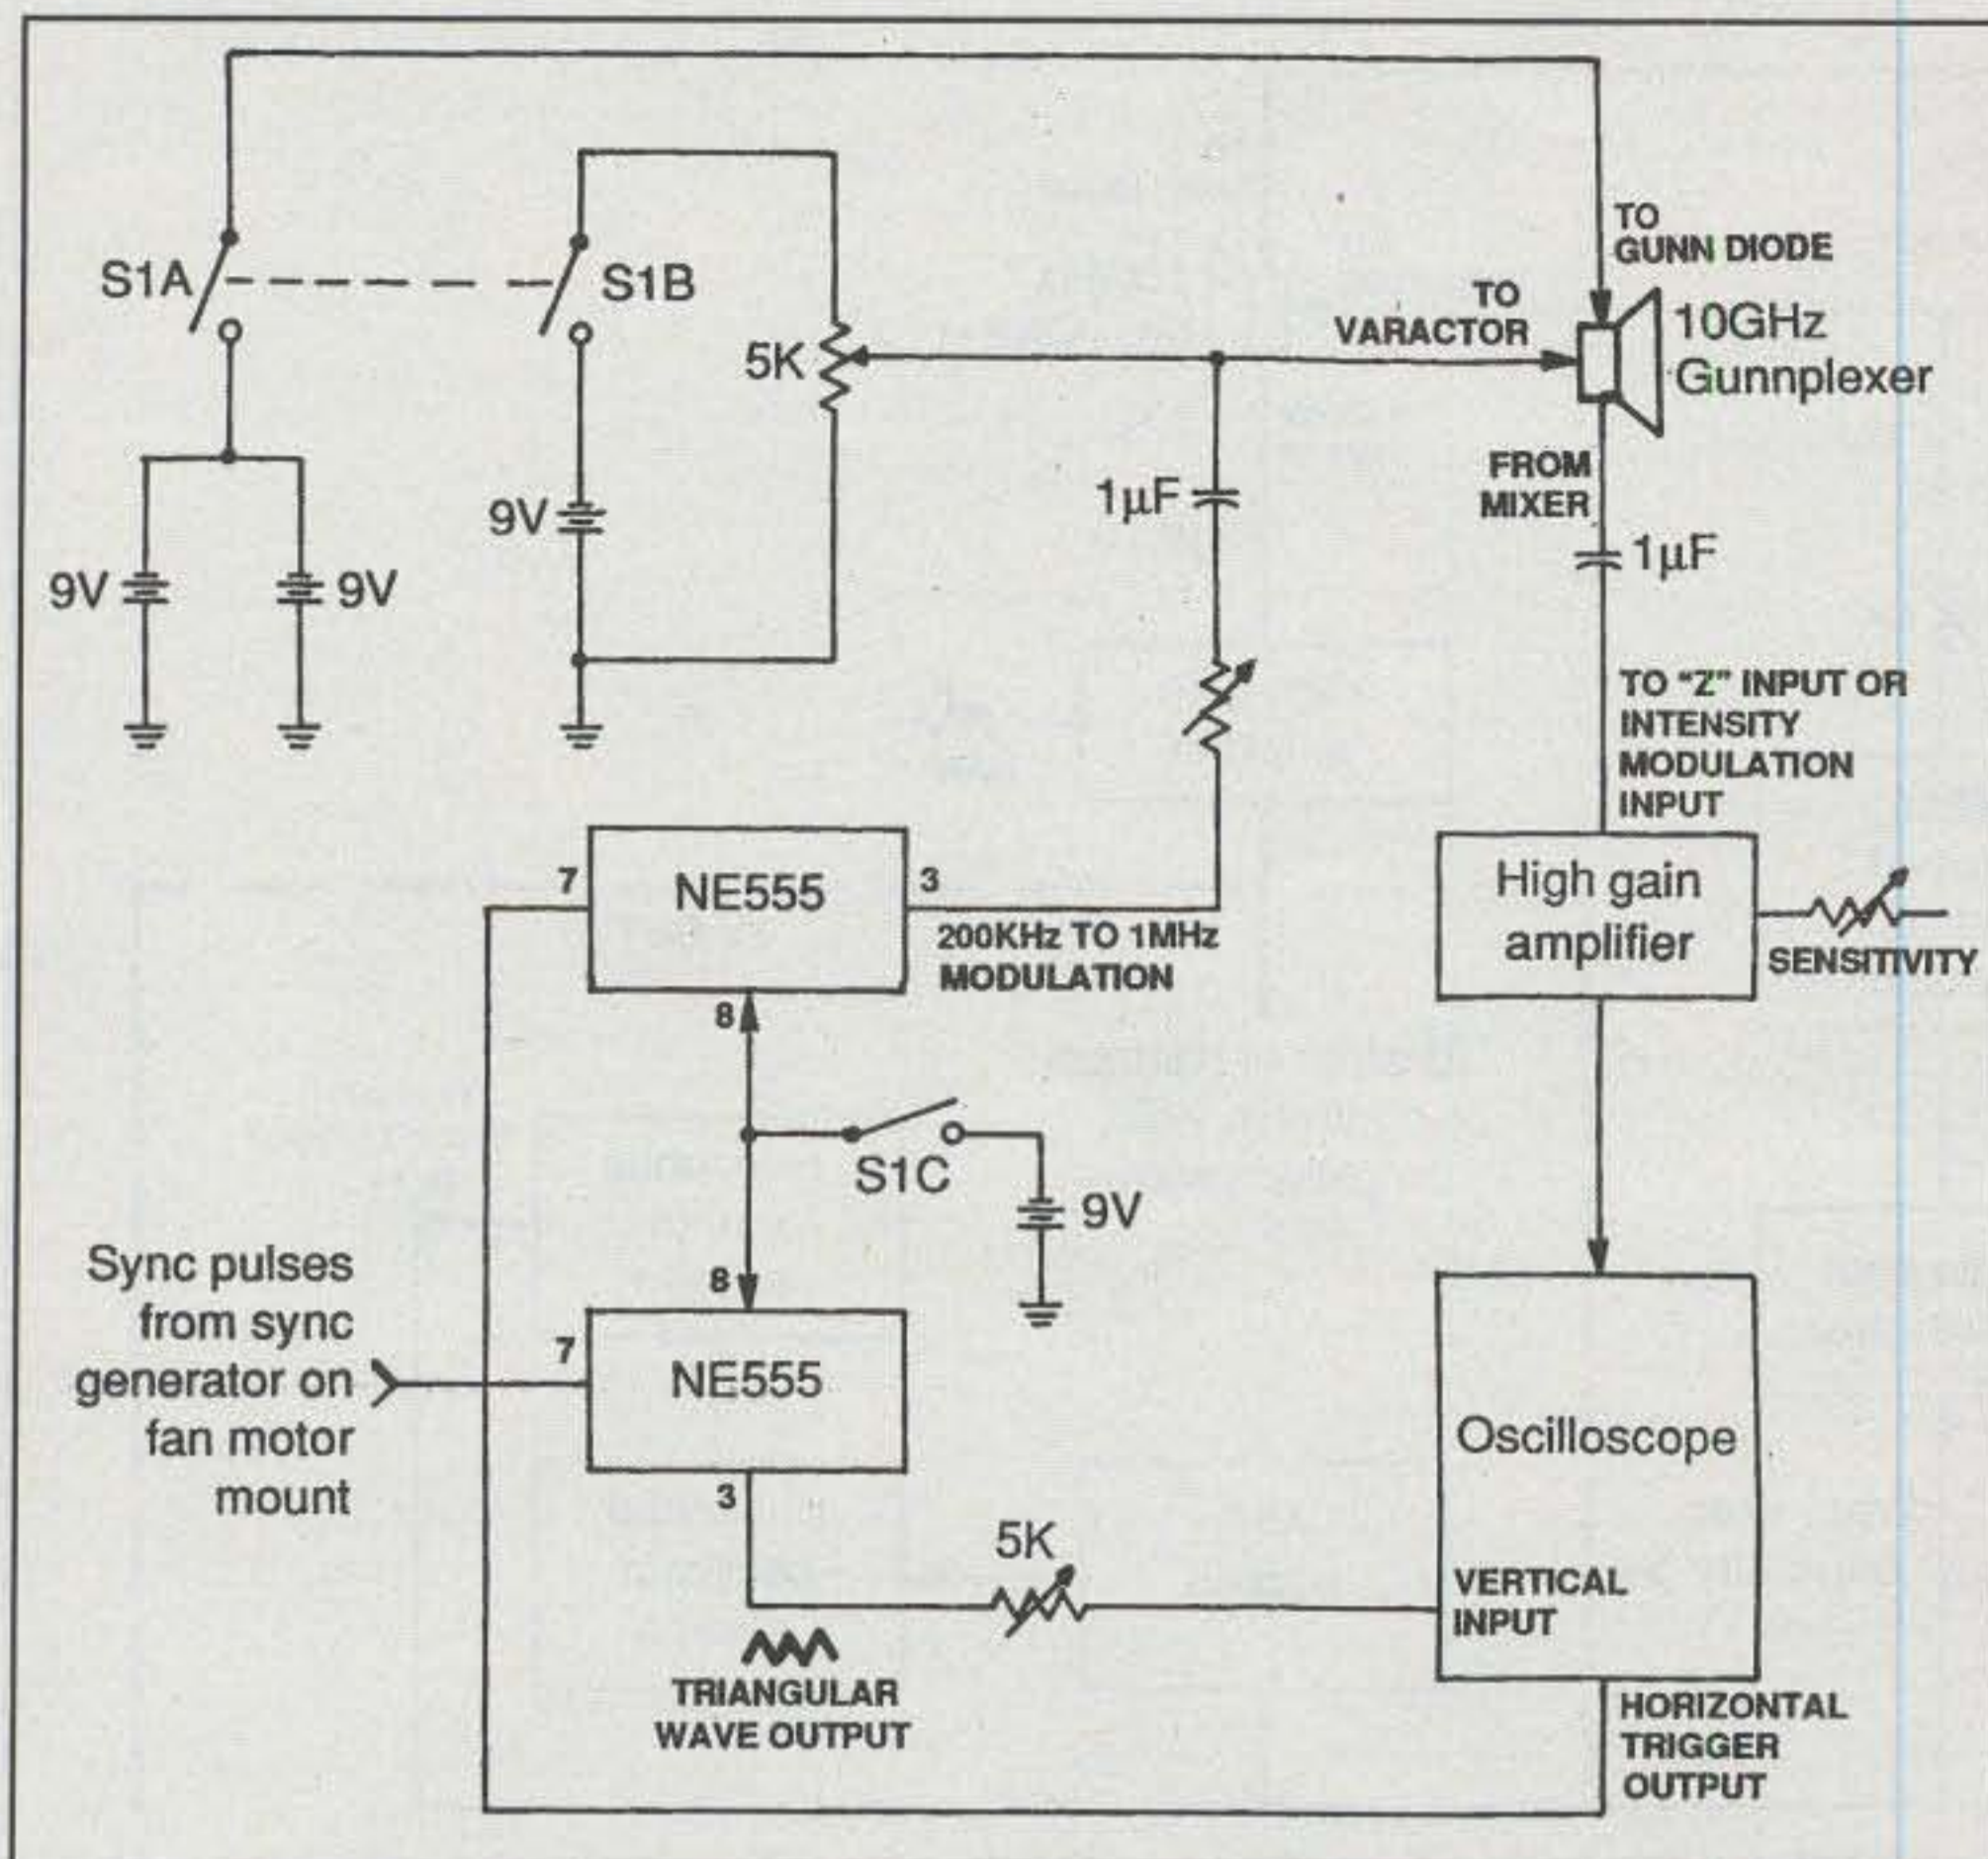 TO
GUNN DIODE
S1A
S1B
TO
VARACTOR
10GHz
Gunnplexer
5K
FROM
MIXER
1µF
9V
1µF
9V
9V
TO "Z" INPUT OR
INTENSITY
MODULATION
INPUT
7
NE555
3
High gain
amplifier
200KHz TO 1MHz
MODULATION
SENSITIVITY
8
S1C
9V
Sync pulses
from sync
generator on
fan motor
mount
8
7
NE555
3
Oscilloscope
5K
VERTICAL
INPUT
TRIANGULAR
WAVE OUTPUT
HORIZONTAL
TRIGGER
OUTPUT